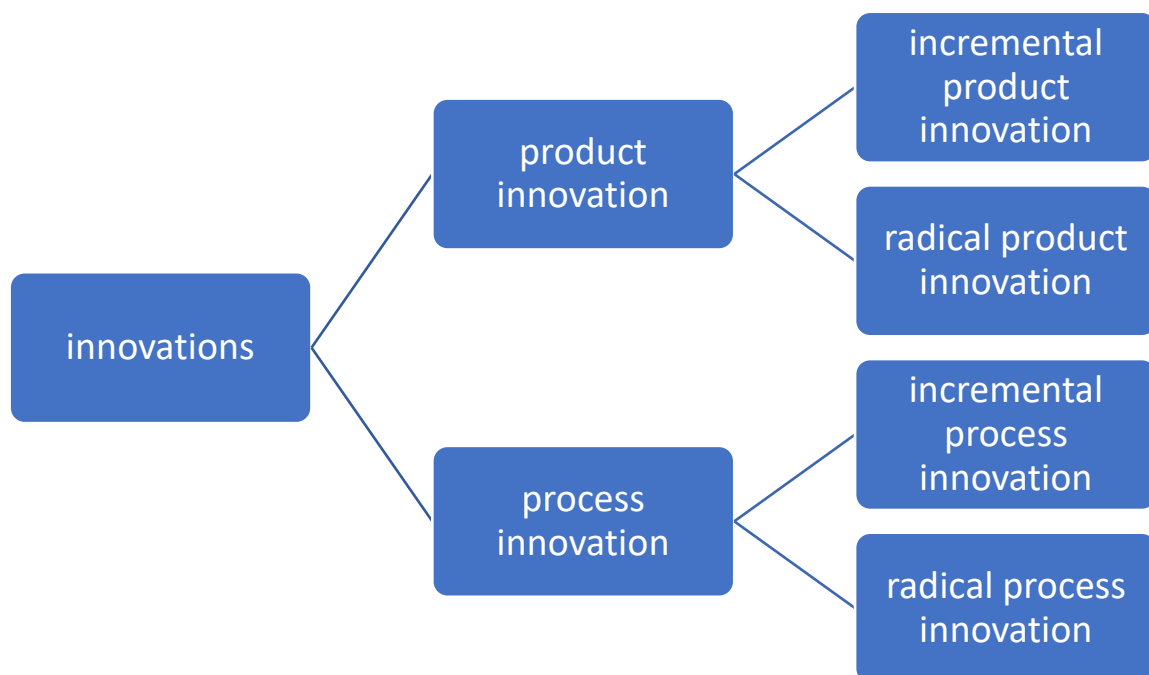 innovations
product
innovation
process
innovation
incremental
product
innovation
radical product
innovation
incremental
process
innovation
radical process
innovation